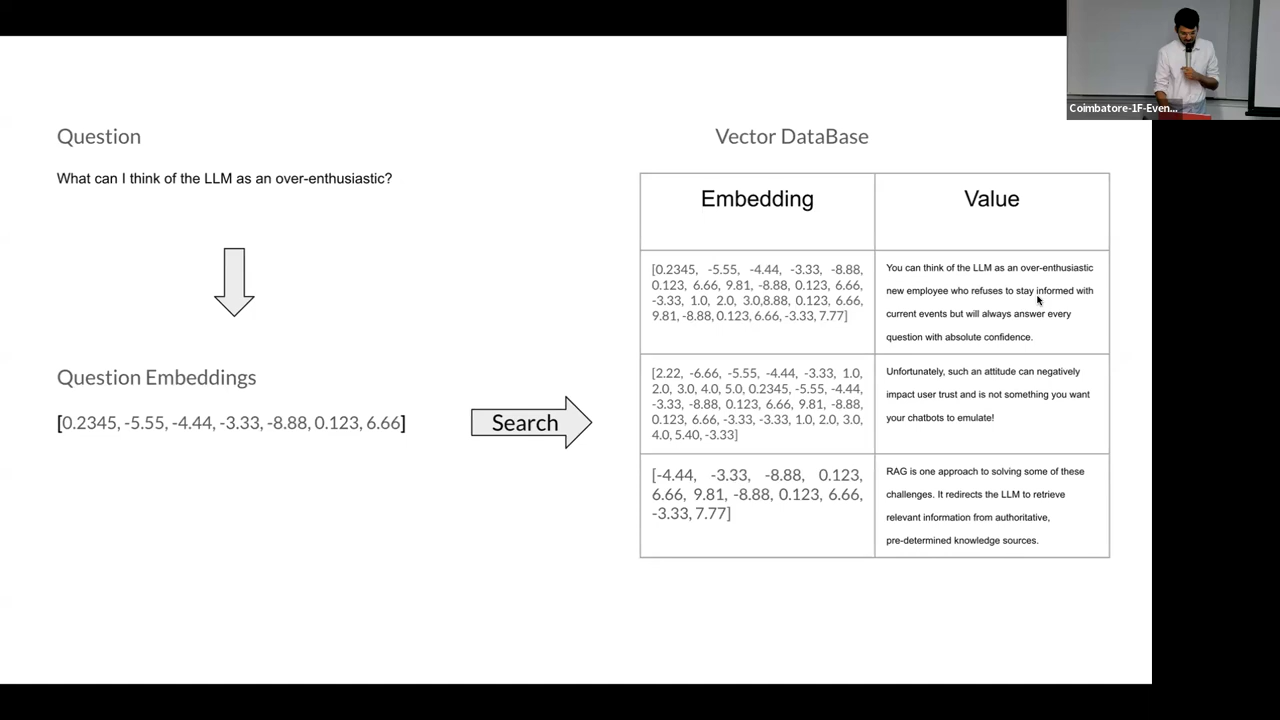 Coimbatore-1F-Even...
Question
What can I think of the LLM as an over-enthusiastic?
Question Embeddings
[0.2345, -5.55, -4.44, -3.33, -8.88, 0.123, 6.66]
Search
Vector DataBase
Embedding
Value
[0.2345, -5.55, -4.44, -3.33, -8.88,
0.123, 6.66, 9.81, -8.88, 0.123, 6.66,
-3.33, 1.0, 2.0, 3.0,8.88, 0.123, 6.66,
9.81, -8.88, 0.123, 6.66, -3.33, 7.77]
You can think of the LLM as an over-enthusiastic
new employee who refuses to stay informed with
current events but will always answer every
question with absolute confidence.
[2.22, -6.66, -5.55, -4.44, -3.33, 1.0,
2.0, 3.0, 4.0, 5.0, 0.2345, -5.55, -4.44,
-3.33, -8.88, 0.123, 6.66, 9.81, -8.88,
0.123, 6.66, -3.33, -3.33, 1.0, 2.0, 3.0,
4.0, 5.40, -3.33]
Unfortunately, such an attitude can negatively
impact user trust and is not something you want
your chatbots to emulate!
[-4.44, -3.33, -8.88, 0.123,
6.66, 9.81, -8.88, 0.123, 6.66,
-3.33, 7.77]
RAG is one approach to solving some of these
challenges. It redirects the LLM to retrieve
relevant information from authoritative,
pre-determined knowledge sources.